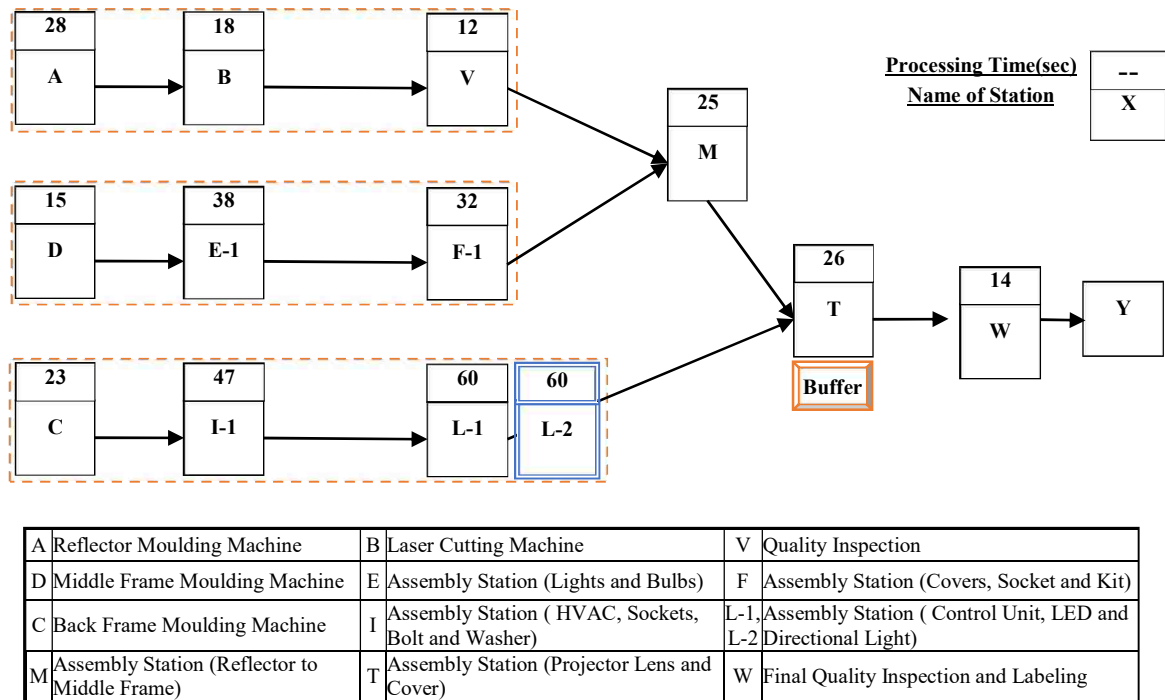 28 18 12
A B V
Processing Time(sec) --
Name of Station X
25
M
15 38 32
D E-1 F-1
26
T
14
W
Y
Buffer
23 47 60 60
C I-1 L-1 L-2
A Reflector Moulding Machine B Laser Cutting Machine V Quality Inspection
D Middle Frame Moulding Machine E Assembly Station (Lights and Bulbs) F Assembly Station (Covers, Socket and Kit)
C Back Frame Moulding Machine I Assembly Station ( HVAC, Sockets,
Bolt and Washer)
L-1,
L-2
Assembly Station ( Control Unit, LED and
Directional Light)
M Assembly Station (Reflector to
Middle Frame)
T Assembly Station (Projector Lens and
Cover)
W Final Quality Inspection and Labeling